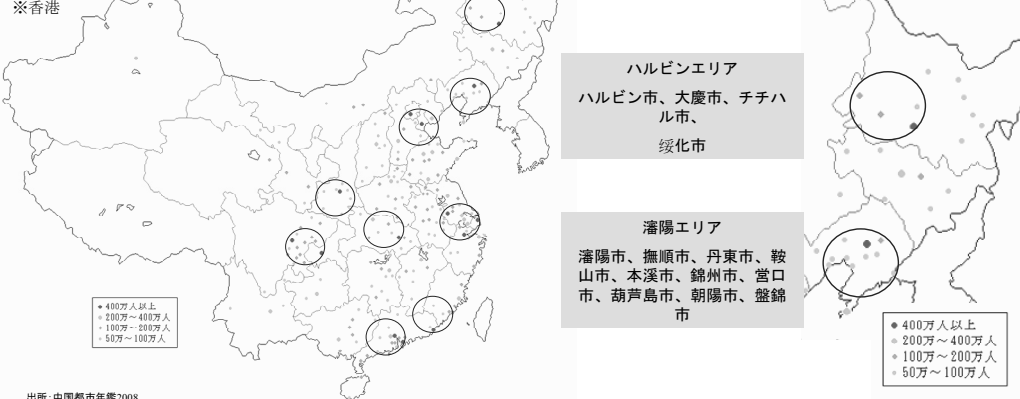 ※香港
ハルビンエリア
ハルビン市、大慶市、チチハ
ル市、
绥化市
瀋陽エリア
瀋陽市、撫順市、丹東市、鞍
山市、本溪市、錦州市、営口
市、葫芦島市、朝陽市、盤錦
市
400万人以上
200万～400万人
100万～200万人
50万～100万人
400万人以上
200万～400万人
100万～200万人
50万～100万人
出所：中国都市年鑑2008